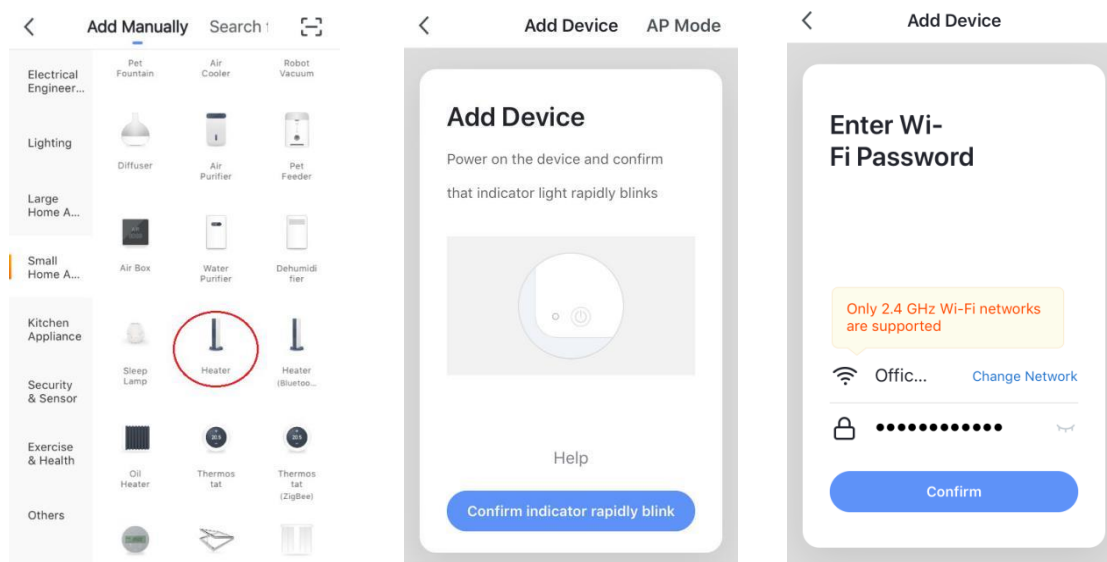 Add Manually Search
Pet
Fountain
Air
Cooler
Robot
Vacuum
Electrical
Engineer...
Lighting
Large
Home A...
Small
Home A...
Kitchen
Appliance
Security
& Sensor
Exercise
& Health
Others
Diffuser
Air
Purifier
Pet
Feeder
Air Box
Water
Purifier
Dehumidi
fier
Sleep
Lamp
Heater
Heater
(Bluetoo...
Oil
Heater
Thermos
tat
Thermos
tat
(ZigBee)
Add Device AP Mode
Add Device
Power on the device and confirm
that indicator light rapidly blinks
Help
Confirm indicator rapidly blink
Add Device
Enter Wi-
Fi Password
Only 2.4 GHz Wi-Fi networks
are supported
Offic... Change Network
●●●●●●●●●●●●
Confirm